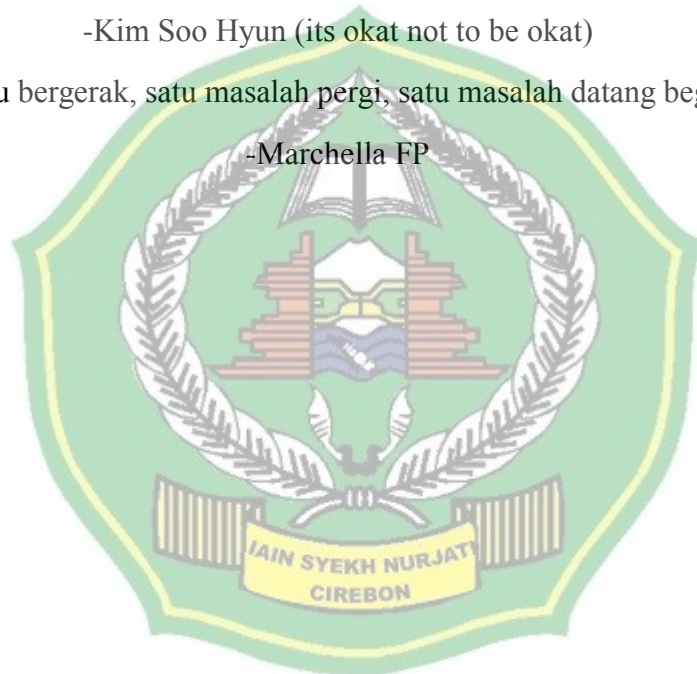 -Kim Soo Hyun (its okat not to be okat)
bergerak, satu masalah pergi, satu masalah datang
-Marchella FP
IAIN SYEKH NURJATI
CIREBON